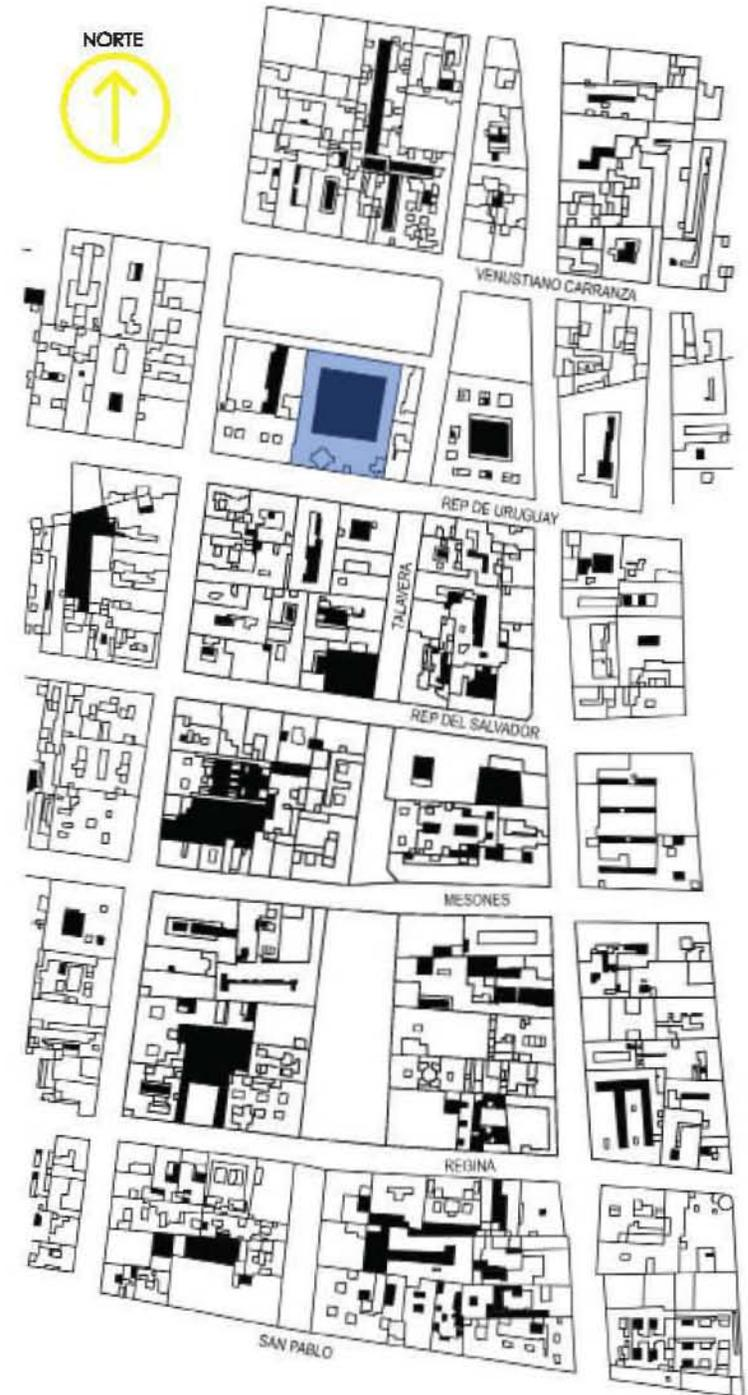 NORTE
VENUSTIANO CARRANZA
REP DE URUGUAY
TALAVERA
REP DEL SALVADOR
MESONES
REGINA
SAN PABLO